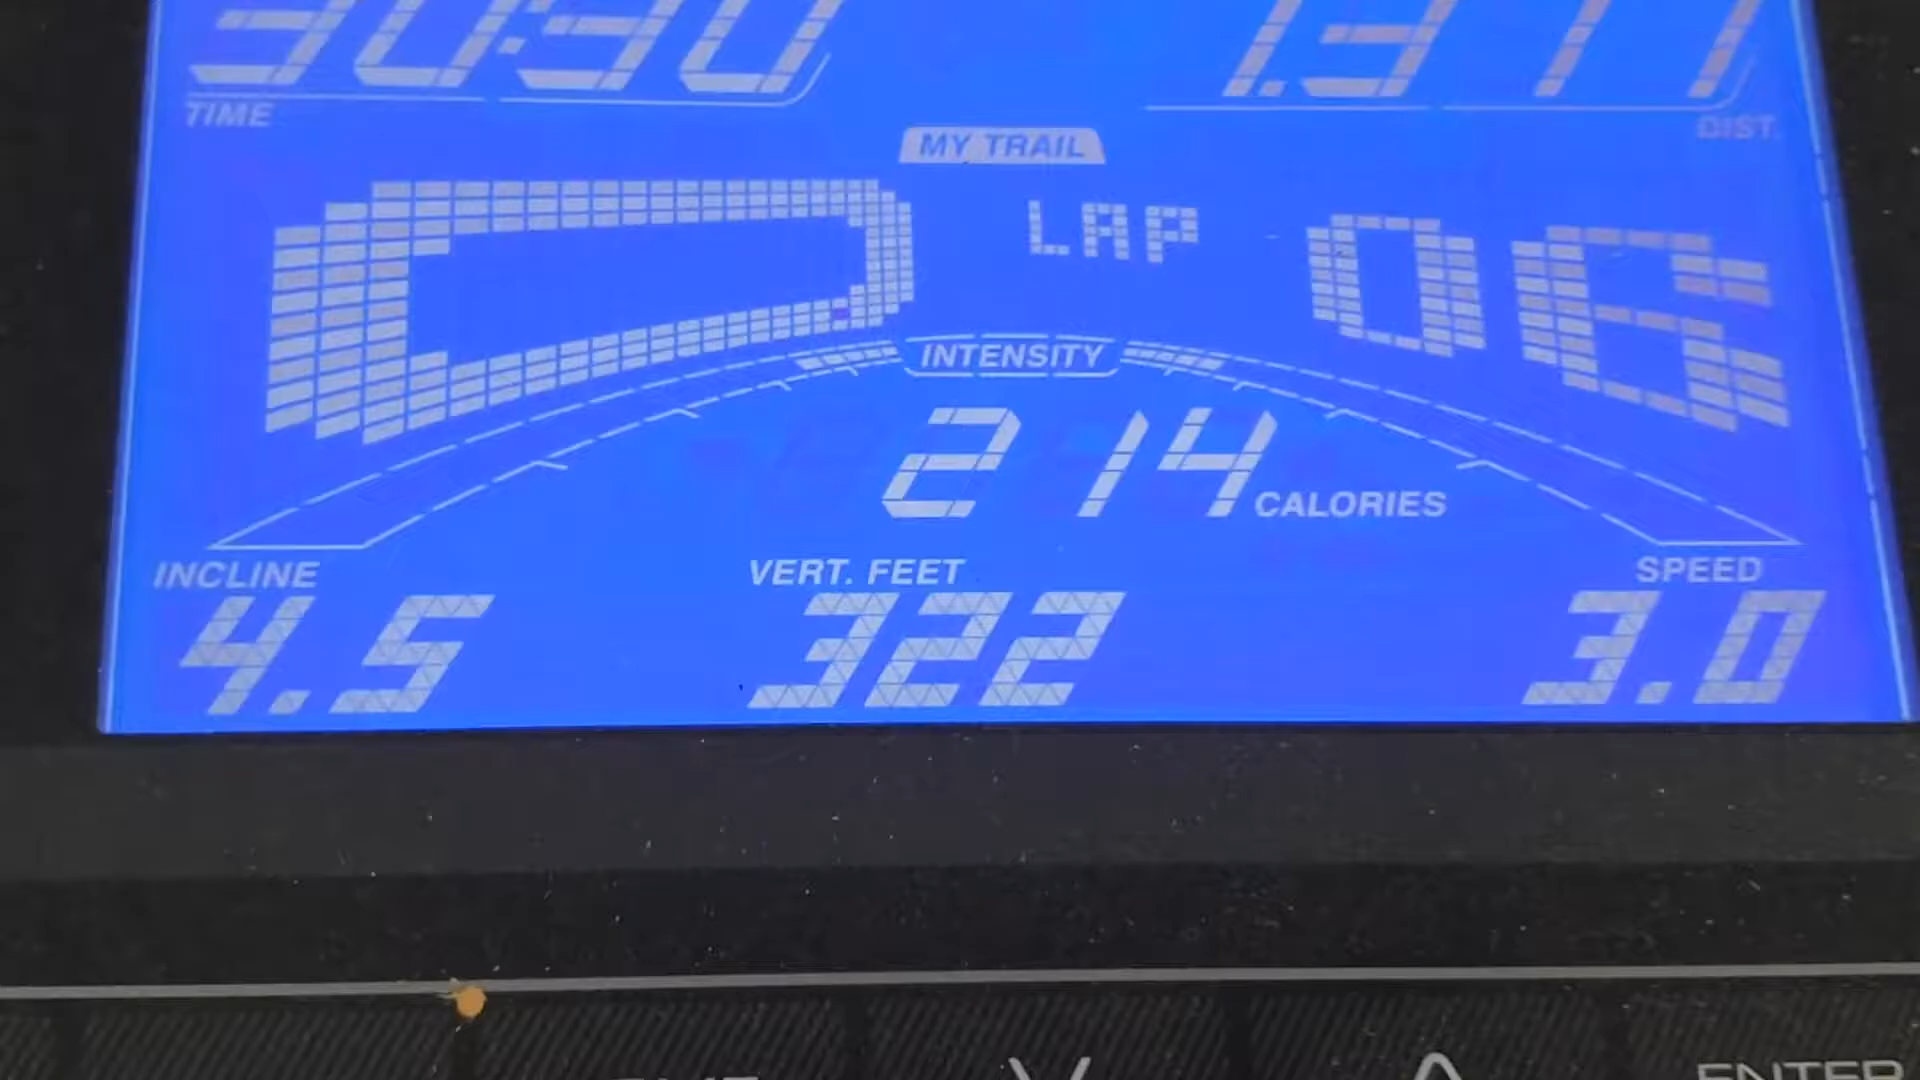 TIME
DIST.
MY TRAIL
LAP 06
INTENSITY
214 CALORIES
INCLINE VERT. FEET SPEED
4.5 322 3.0
ENTER